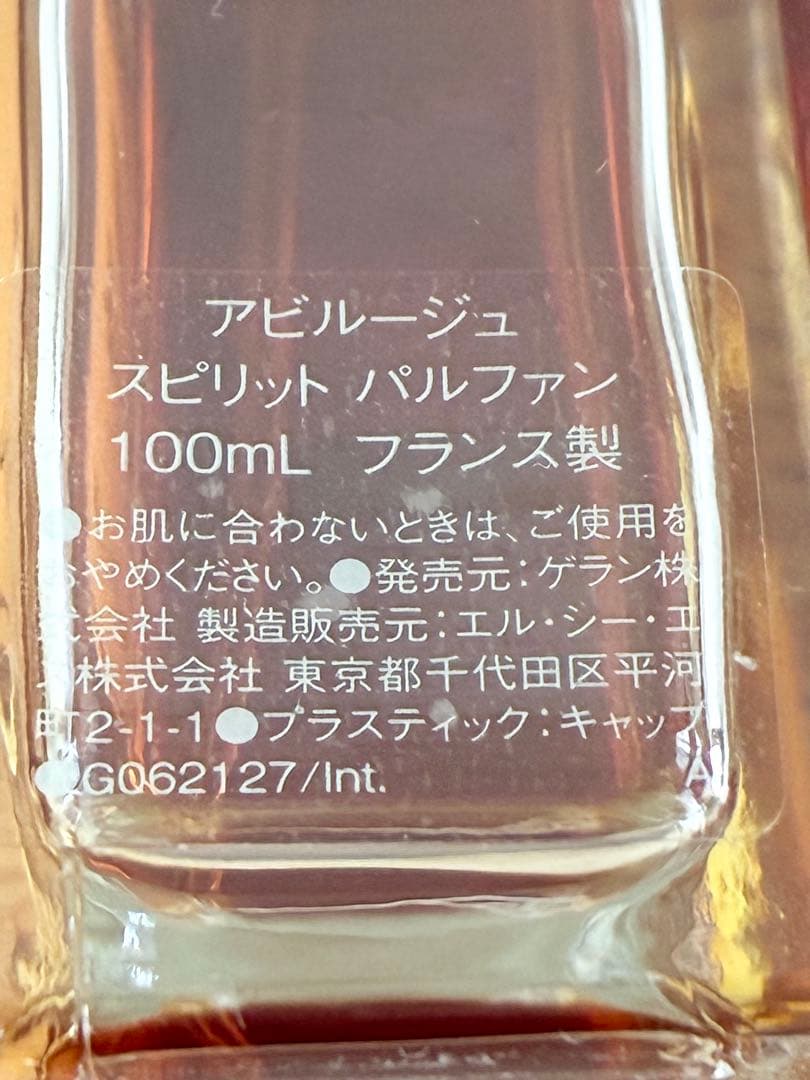 アビルージュ
スピリット パルファン
100mL フランス製
●お肌に合わないときは、ご使用を
おやめください。●発売元：ゲラン株
式会社 製造販売元：エル・シー・エ
ス株式会社 東京都千代田区平河
町2-1-1●プラスティック：キャップ
G062127/Int. A